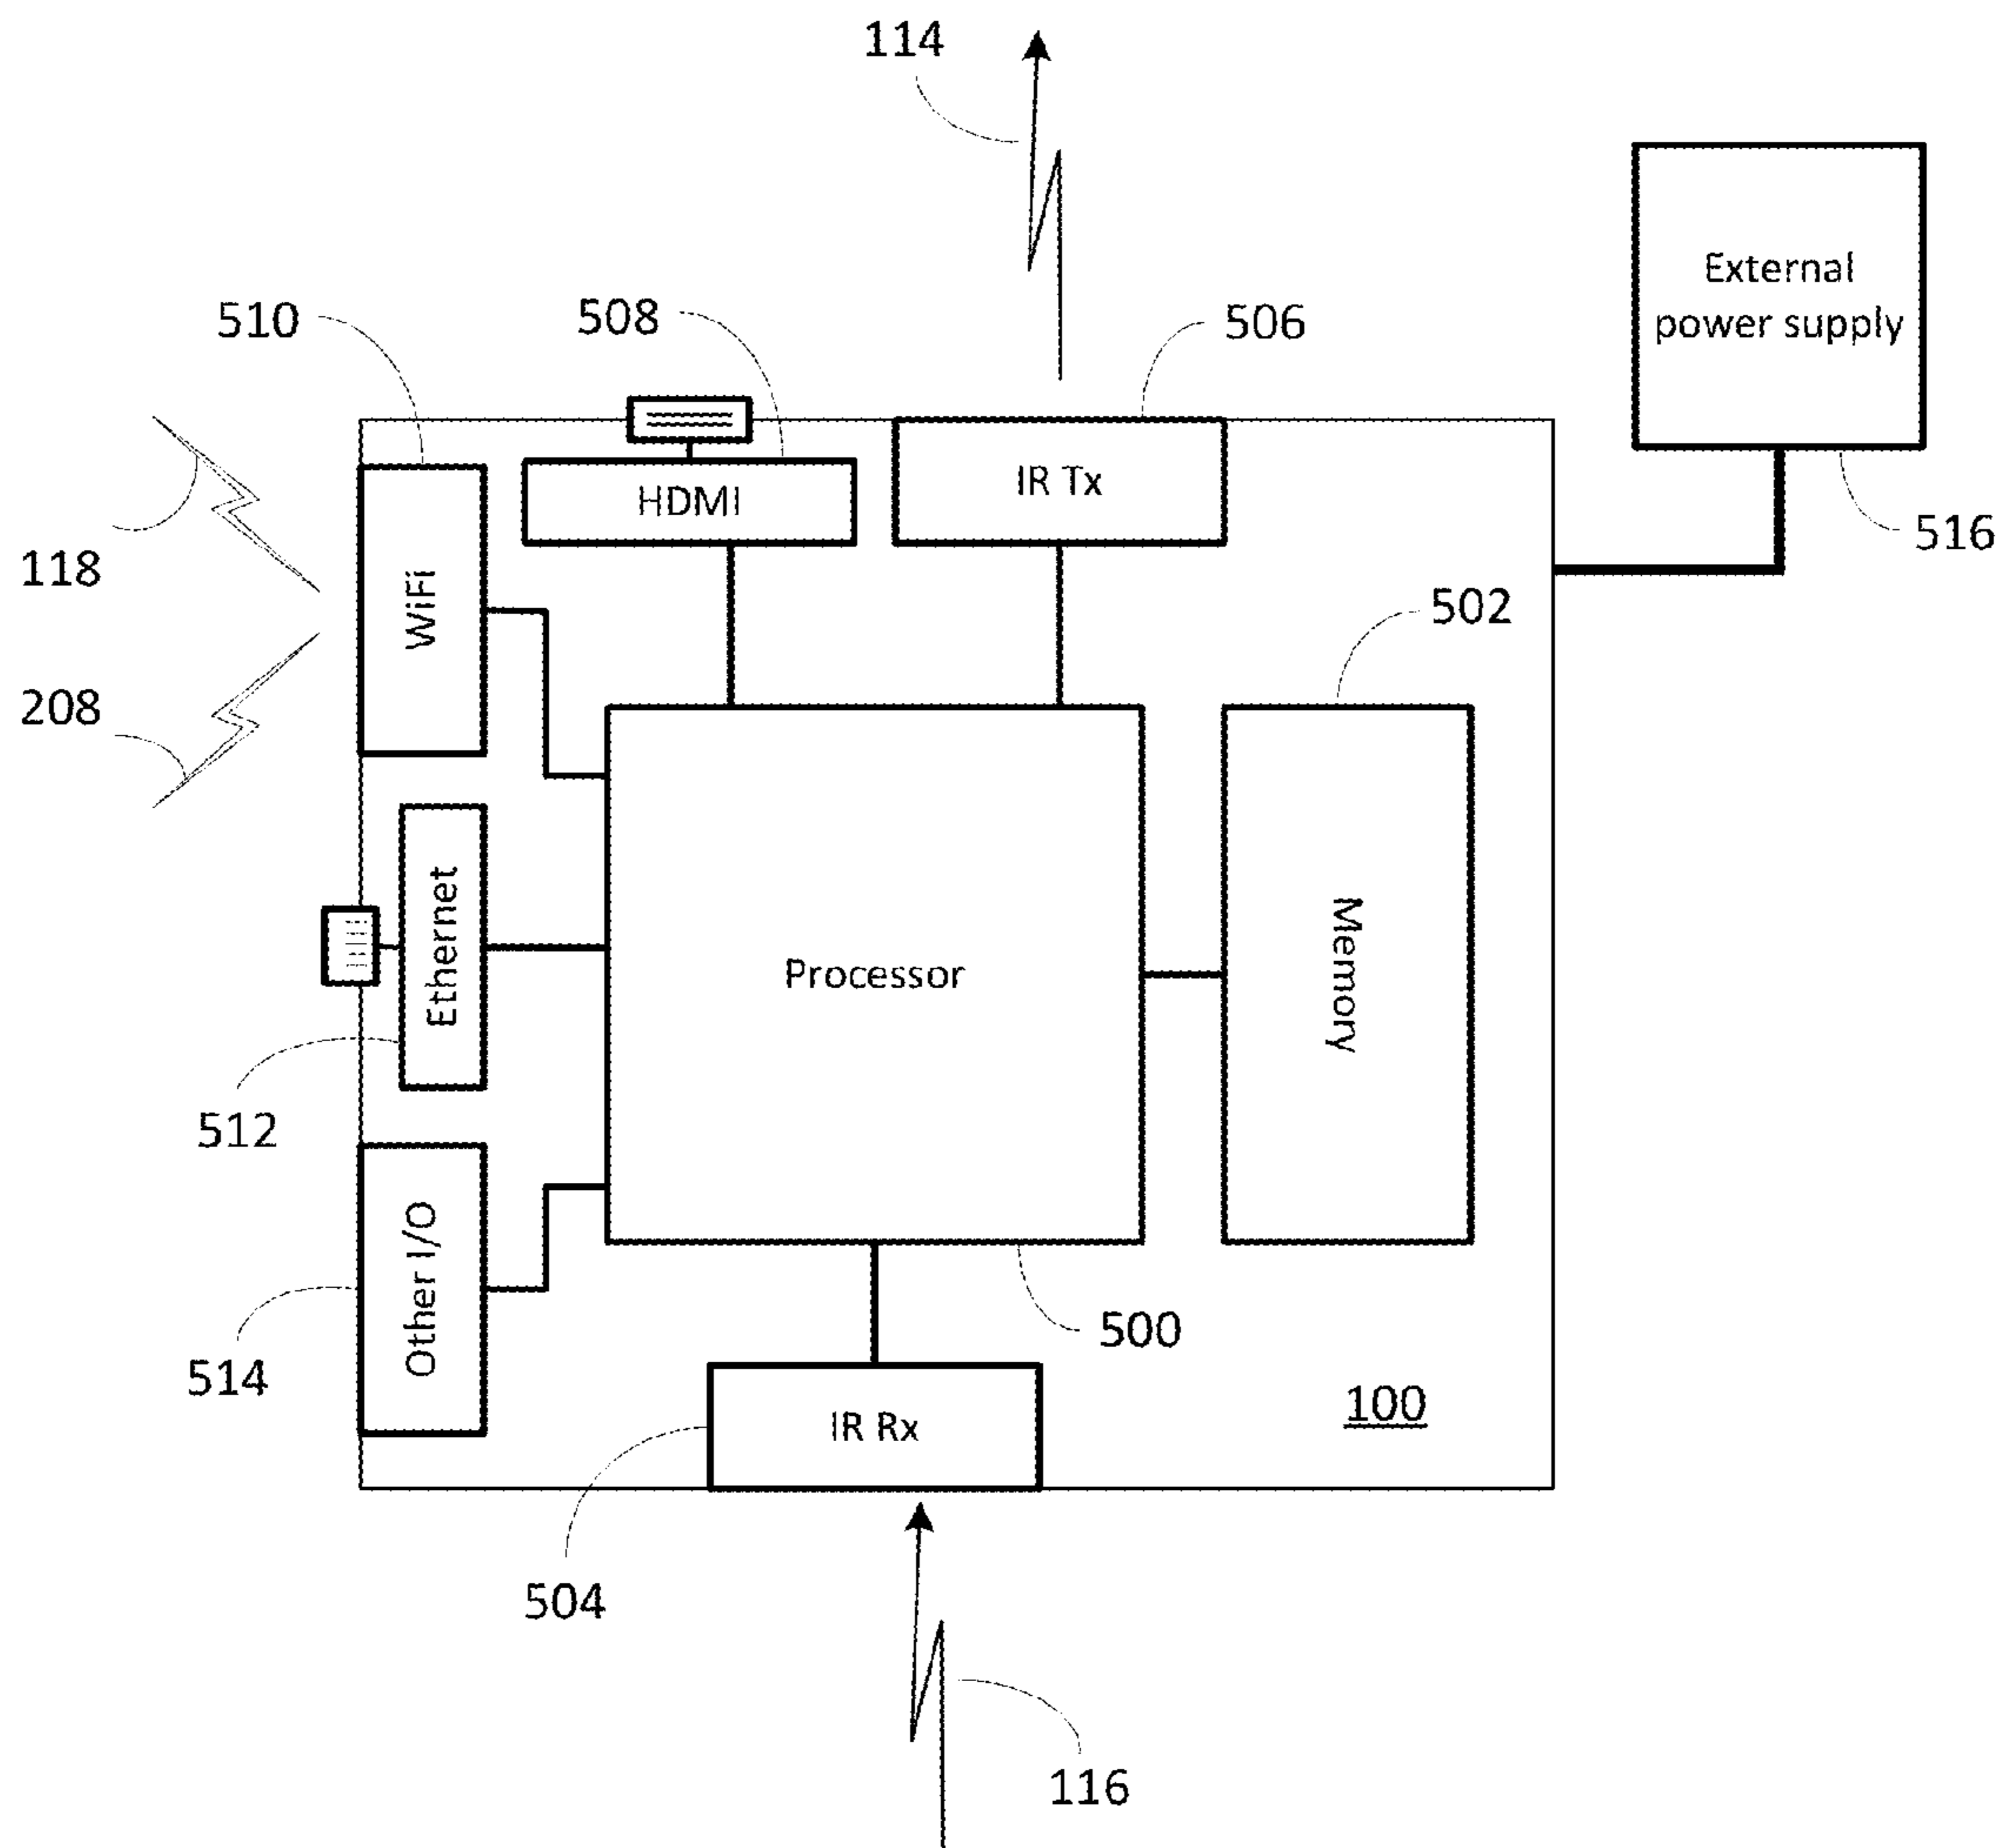 114
External
power supply
510
508
506
516
HDMI
IR Tx
118
WiFi
502
208
Ethernet
Processor
Memory
512
Other I/O
500
514
100
IR Rx
504
116